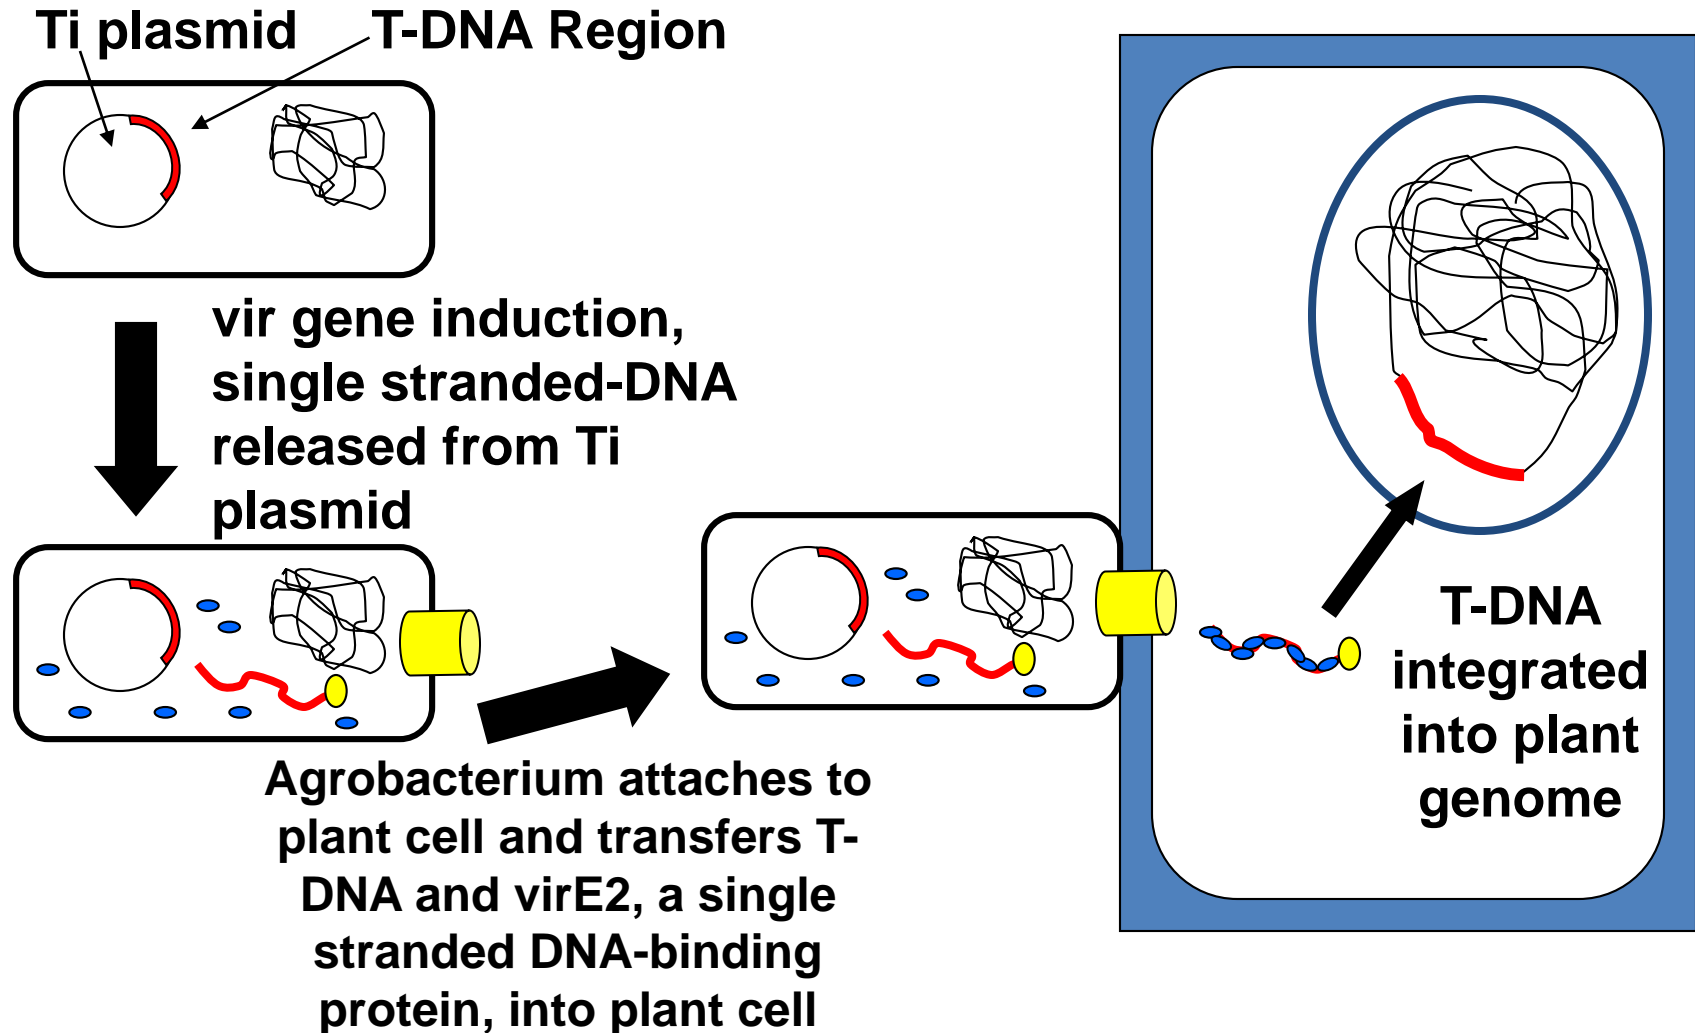 Ti plasmid
T-DNA Region
vir gene induction,
single stranded-DNA
released from Ti
plasmid
Agrobacterium attaches to
plant cell and transfers T-
DNA and virE2, a single
stranded DNA-binding
protein, into plant cell
T-DNA
integrated
into plant
genome